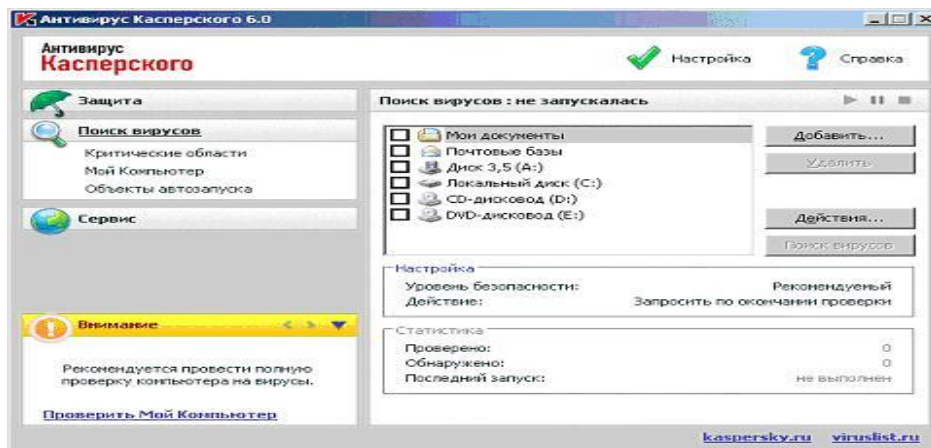 Антивирус Касперского 6.0
Антивирус
Касперского
Настройка
Справка
Защита
Поиск вирусов
Критические области
Мой Компьютер
Объекты автозапуска
Сервис
Внимание
Рекомендуется провести полную
проверку компьютера на вирусы.
Проверить Мой Компьютер
Поиск вирусов : не запускалась
Мои документы
Почтовые базы
Диск 3,5 (A:)
Локальный диск (C:)
CD-дисковод (D:)
DVD-дисковод (E:)
Добавить...
Удалить
Действия...
Поиск вирусов
Настройка
Уровень безопасности: Рекомендуемый
Действие: Запросить по окончании проверки
Статистика
Проверено: 0
Обнаружено: 0
Последний запуск: не выполнен
kaspersky.ru viruslist.ru